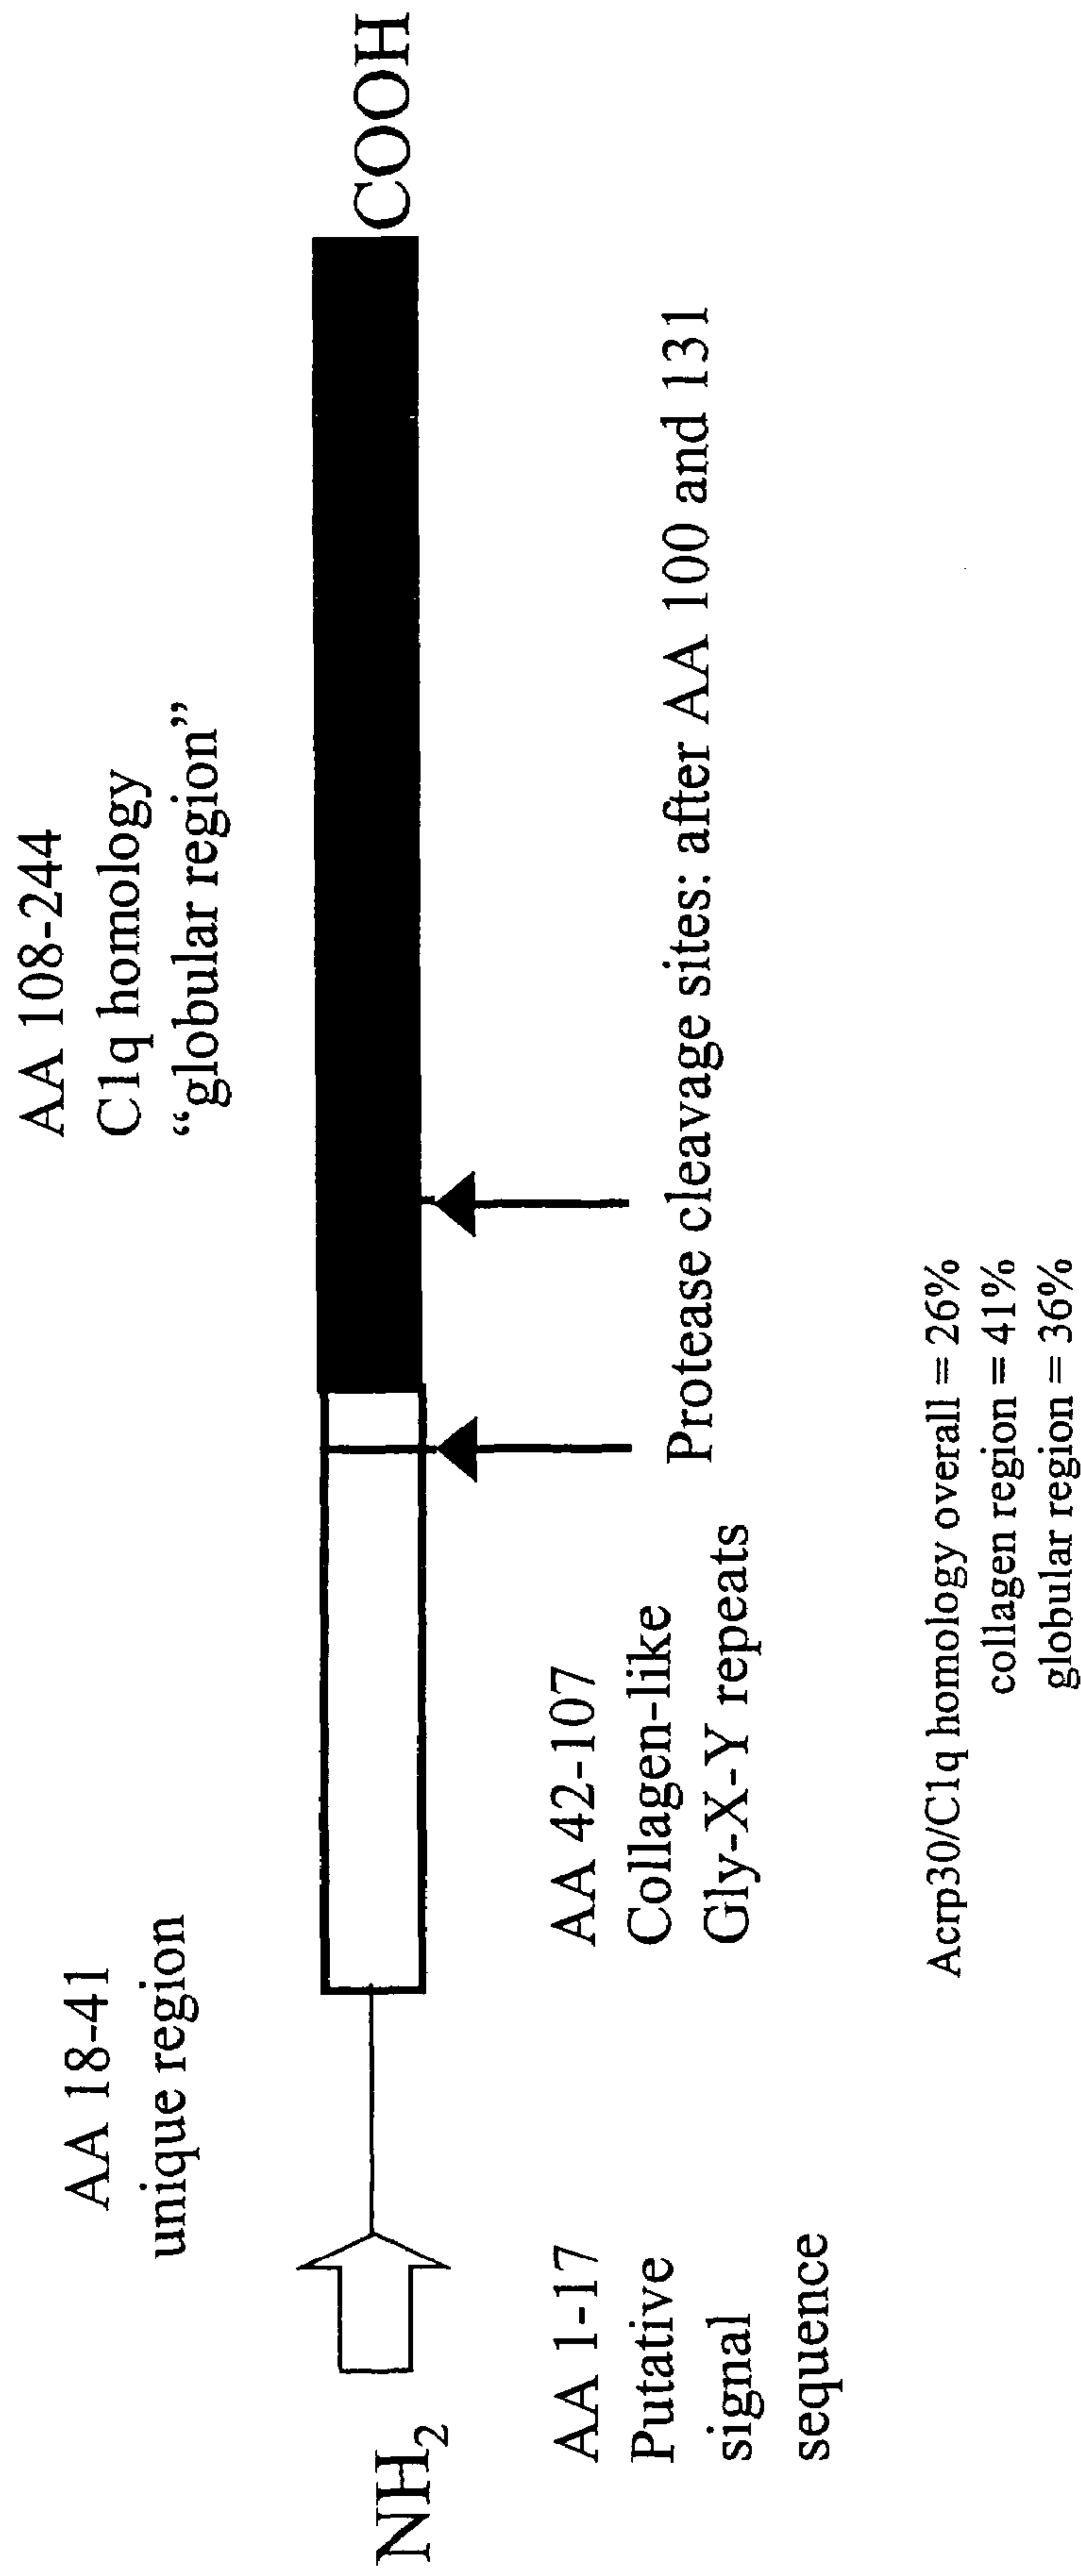 AA 18-41
unique region
AA 108-244
C1q homology
“globular region”
NH2
COOH
AA 1-17
Putative
signal
sequence
AA 42-107
Collagen-like
Gly-X-Y repeats
Protease cleavage sites: after AA 100 and 131
Acrp30/C1q homology overall = 26%
collagen region = 41%
globular region = 36%